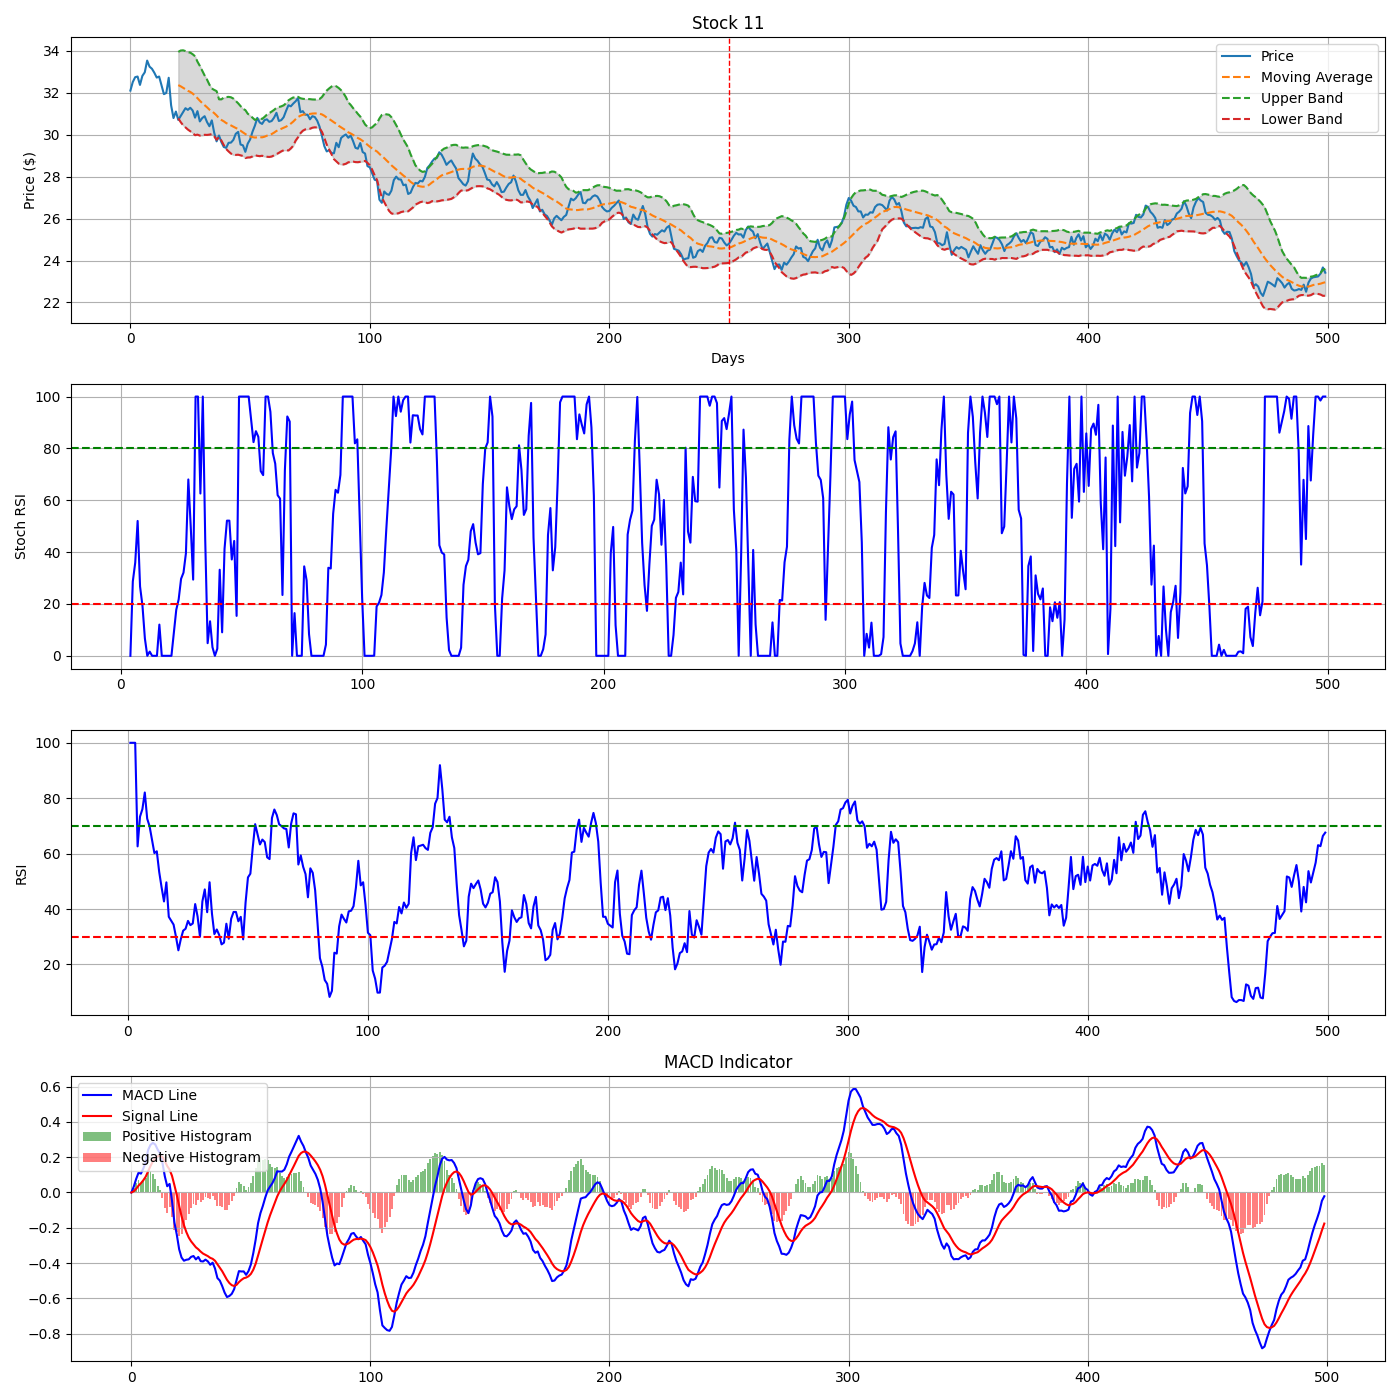 Stock 11
34
32
30
28
26
24
22
Price ($)
Price
Moving Average
Upper Band
Lower Band
0 100 200 300 400 500
Days
100
80
60
40
20
0
Stoch RSI
0 100 200 300 400 500
100
80
60
40
20
RSI
0 100 200 300 400 500
MACD Indicator
0.6
0.4
0.2
0.0
−0.2
−0.4
−0.6
−0.8
MACD Line
Signal Line
Positive Histogram
Negative Histogram
0 100 200 300 400 500